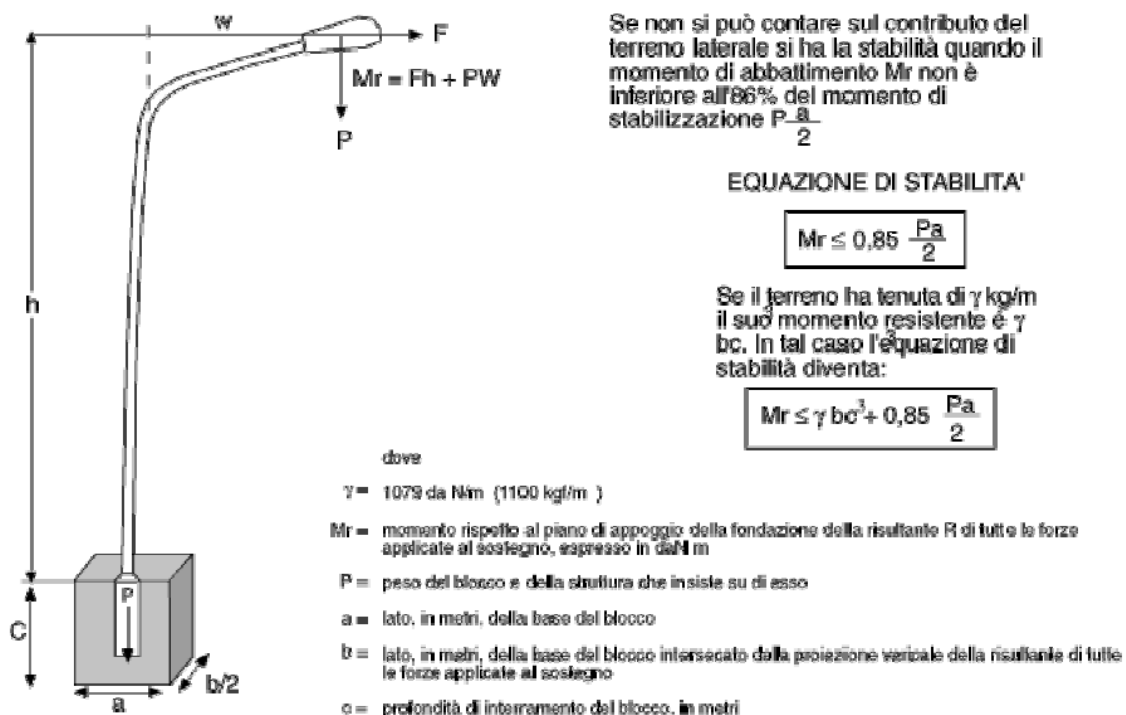 w
F
Mr = Fh + PW
P
h
P
C
b/2
a
Se non si può contare sul contributo del
terreno laterale si ha la stabilità quando il
momento di abbattimento Mr non è
inferiore all'86% del momento di
stabilizzazione P a/2
EQUAZIONE DI STABILITA'
Mr ≤ 0,85 Pa/2
Se il terreno ha tenuta di γ kg/m
il suo³ momento resistente è γ
bc³. In tal caso l'equazione di
stabilità diventa:
Mr ≤ γ bc³+ 0,85 Pa/2
dove
γ = 1079 da N/m (1100 kgf/m )
Mr = momento rispetto al piano di appoggio della fondazione della risultante R di tutte le forze
applicate al sostegno, espresso in daN m
P = peso del blocco e della struttura che insiste su di esso
a = lato, in metri, della base del blocco
b = lato, in metri, della base del blocco intersecato dalla proiezione vericale della risultante di tutte
le forze applicate al sostegno
c = profondità di interramento del blocco, in metri